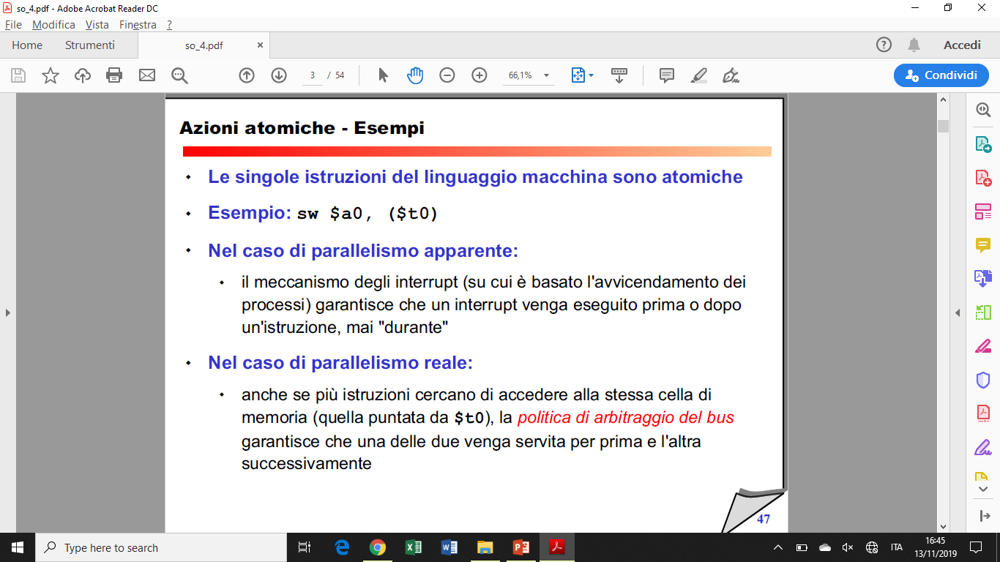 so_4.pdf - Adobe Acrobat Reader DC
File Modifica Vista Finestra ?
Home Strumenti so_4.pdf × Accedi
3 / 54 66,1% Condividi
Azioni atomiche - Esempi
Le singole istruzioni del linguaggio macchina sono atomiche
Esempio: sw $a0, ($t0)
Nel caso di parallelismo apparente:
il meccanismo degli interrupt (su cui è basato l'avvicendamento dei
processi) garantisce che un interrupt venga eseguito prima o dopo
un'istruzione, mai "durante"
Nel caso di parallelismo reale:
anche se più istruzioni cercano di accedere alla stessa cella di
memoria (quella puntata da $t0), la politica di arbitraggio del bus
garantisce che una delle due venga servita per prima e l'altra
successivamente
47
Type here to search
ITA
16:45
13/11/2019